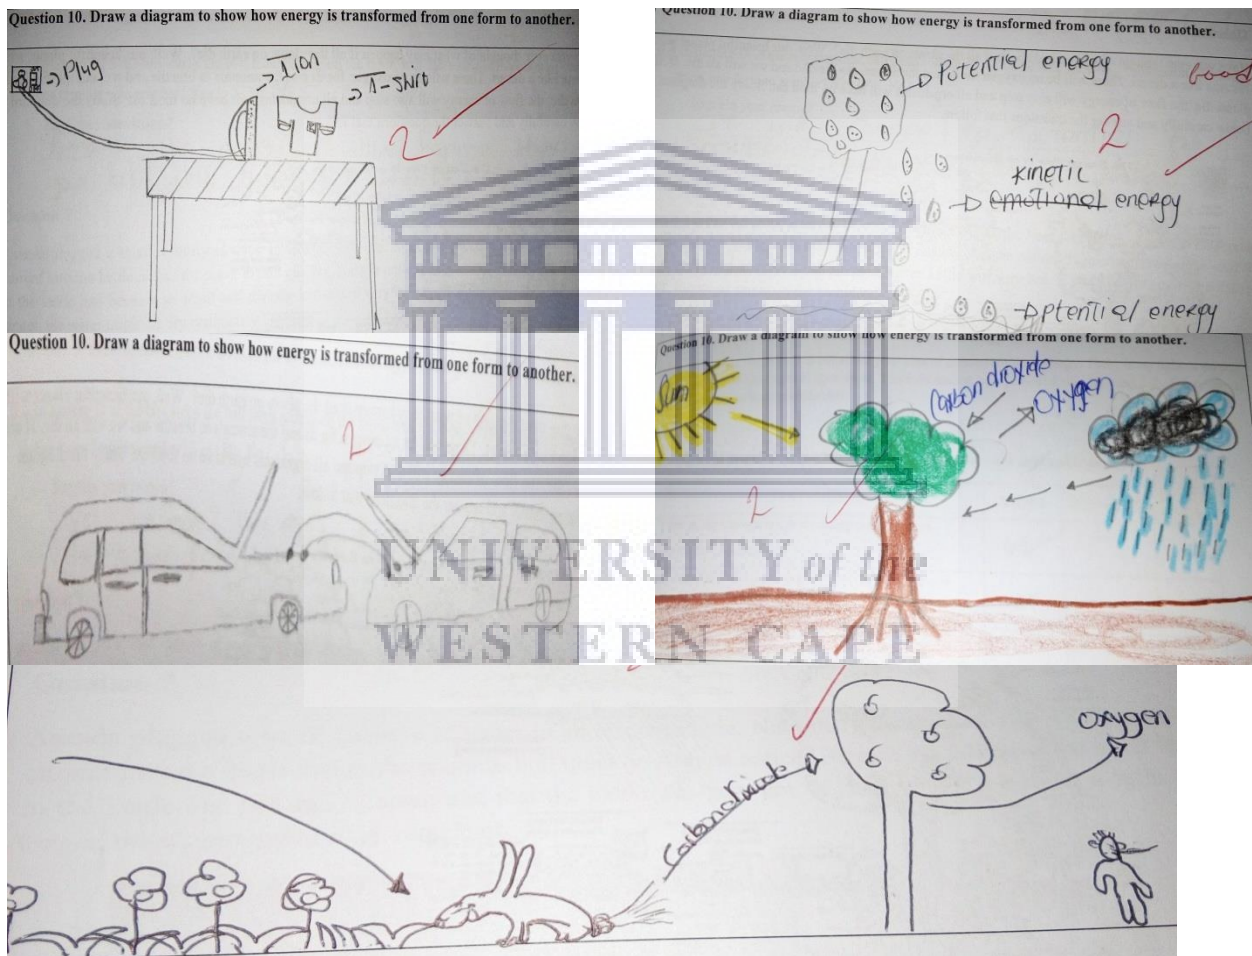 Question 10. Draw a diagram to show how energy is transformed from one form to another.
Plug
Iron
T-Shirt
2
Question 10. Draw a diagram to show how energy is transformed from one form to another.
Potential energy
Good
2
kinetic
emotional energy
ptential energy
Question 10. Draw a diagram to show how energy is transformed from one form to another.
2
Question 10. Draw a diagram to show how energy is transformed from one form to another.
Sun
Carbon dioxide
Oxygen
2
UNIVERSITY of the
WESTERN CAPE
oxygen